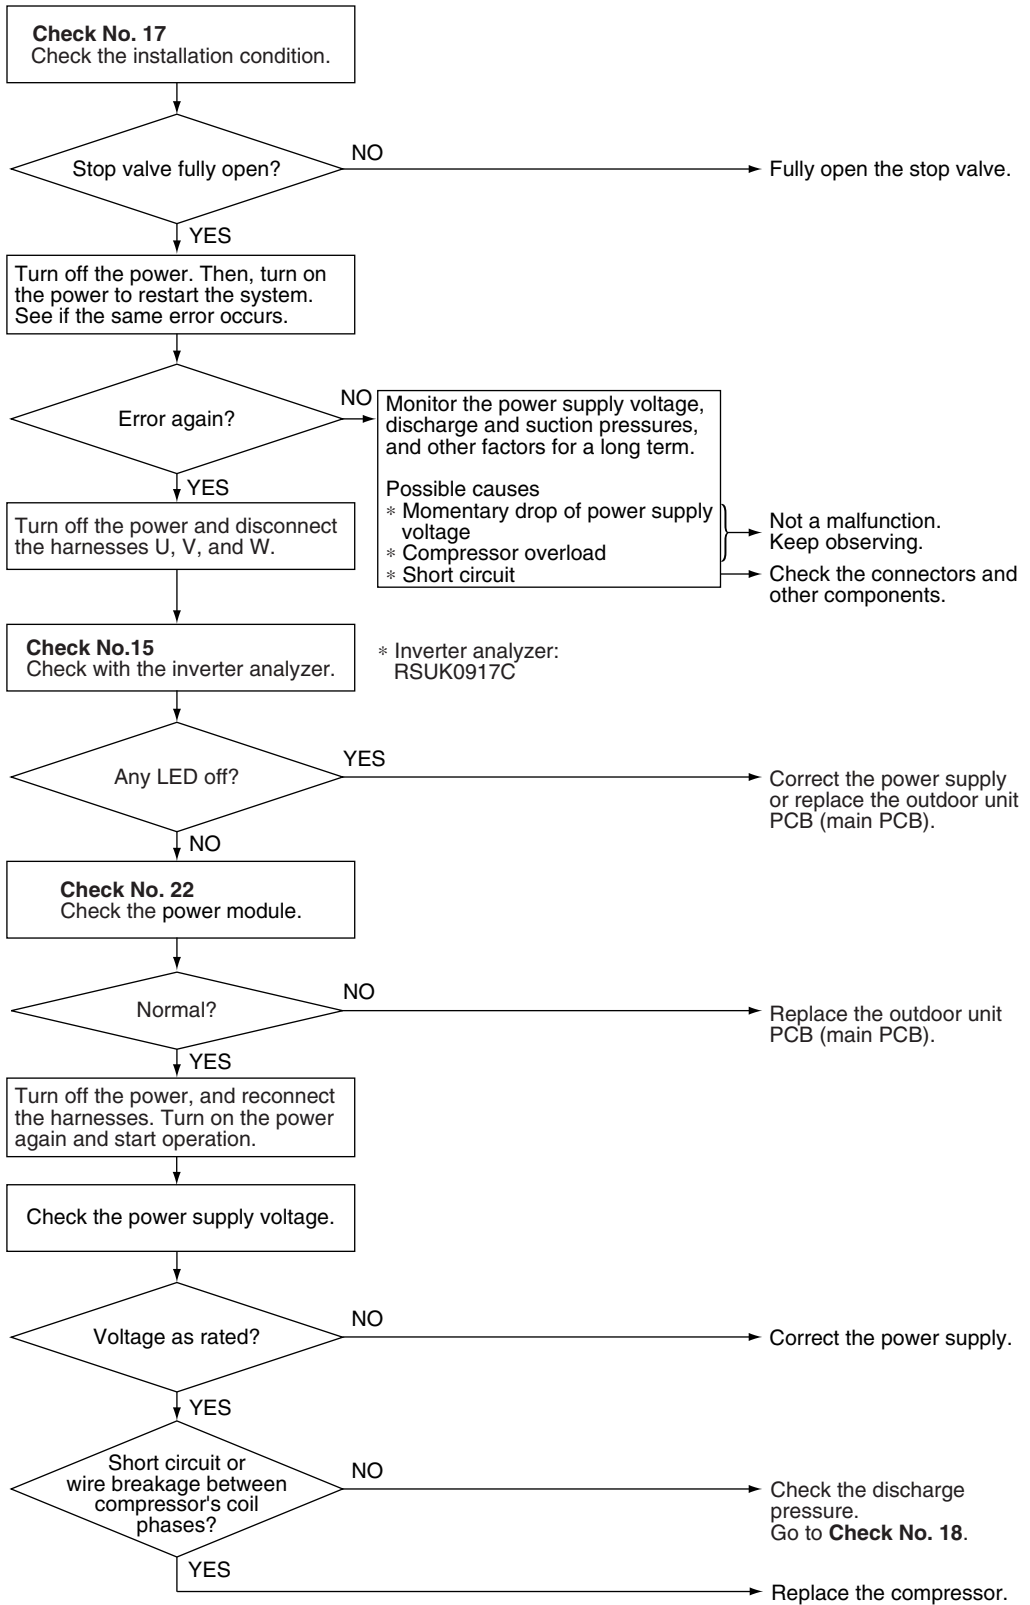 Check No. 17
Check the installation condition.
Stop valve fully open?
NO
Fully open the stop valve.
YES
Turn off the power. Then, turn on
the power to restart the system.
See if the same error occurs.
Error again?
NO
Monitor the power supply voltage,
discharge and suction pressures,
and other factors for a long term.
Possible causes
* Momentary drop of power supply
voltage
* Compressor overload
* Short circuit
Not a malfunction.
Keep observing.
Check the connectors and
other components.
YES
Turn off the power and disconnect
the harnesses U, V, and W.
Check No.15
Check with the inverter analyzer.
* Inverter analyzer:
RSUK0917C
Any LED off?
YES
Correct the power supply
or replace the outdoor unit
PCB (main PCB).
NO
Check No. 22
Check the power module.
Normal?
NO
Replace the outdoor unit
PCB (main PCB).
YES
Turn off the power, and reconnect
the harnesses. Turn on the power
again and start operation.
Check the power supply voltage.
Voltage as rated?
NO
Correct the power supply.
YES
Short circuit or
wire breakage between
compressor's coil
phases?
NO
Check the discharge
pressure.
Go to Check No. 18.
YES
Replace the compressor.